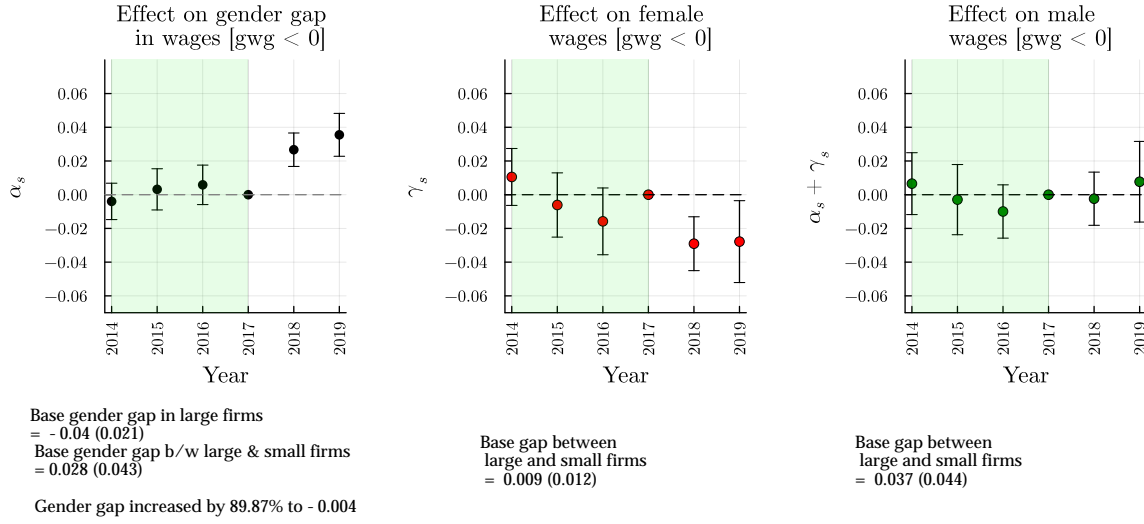 Effect on gender gap
in wages [gwg < 0]
0.06
0.04
0.02
0.00
−0.02
−0.04
−0.06
α_s
2014
2015
2016
2017
2018
2019
Year
Base gender gap in large firms
= - 0.04 (0.021)
Base gender gap b/w large & small firms
= 0.028 (0.043)
Gender gap increased by 89.87% to - 0.004
Effect on female
wages [gwg < 0]
0.06
0.04
0.02
0.00
−0.02
−0.04
−0.06
γ_s
2014
2015
2016
2017
2018
2019
Year
Base gap between
large and small firms
= 0.009 (0.012)
Effect on male
wages [gwg < 0]
0.06
0.04
0.02
0.00
−0.02
−0.04
−0.06
α_s + γ_s
2014
2015
2016
2017
2018
2019
Year
Base gap between
large and small firms
= 0.037 (0.044)